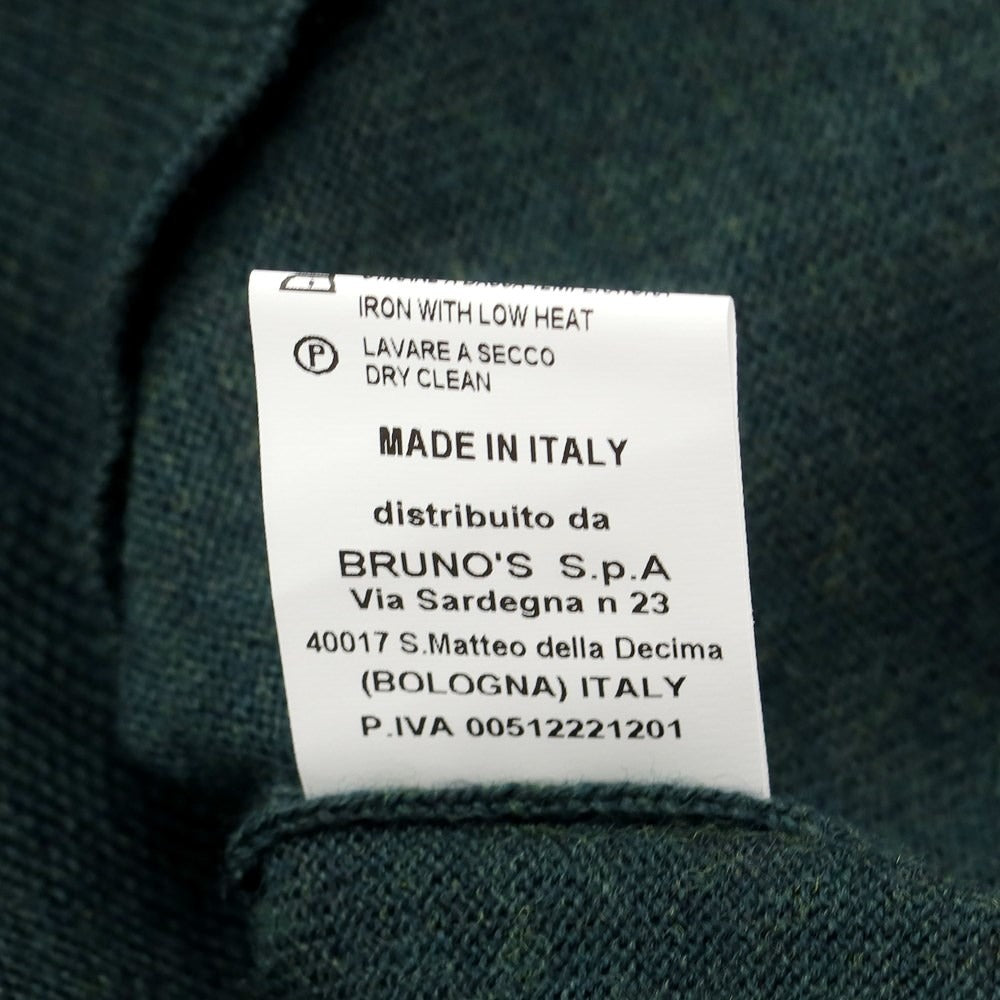 IRON WITH LOW HEAT
P LAVARE A SECCO
DRY CLEAN
MADE IN ITALY
distribuito da
BRUNO'S S.p.A
Via Sardegna n 23
40017 S.Matteo della Decima
(BOLOGNA) ITALY
P.IVA 00512221201